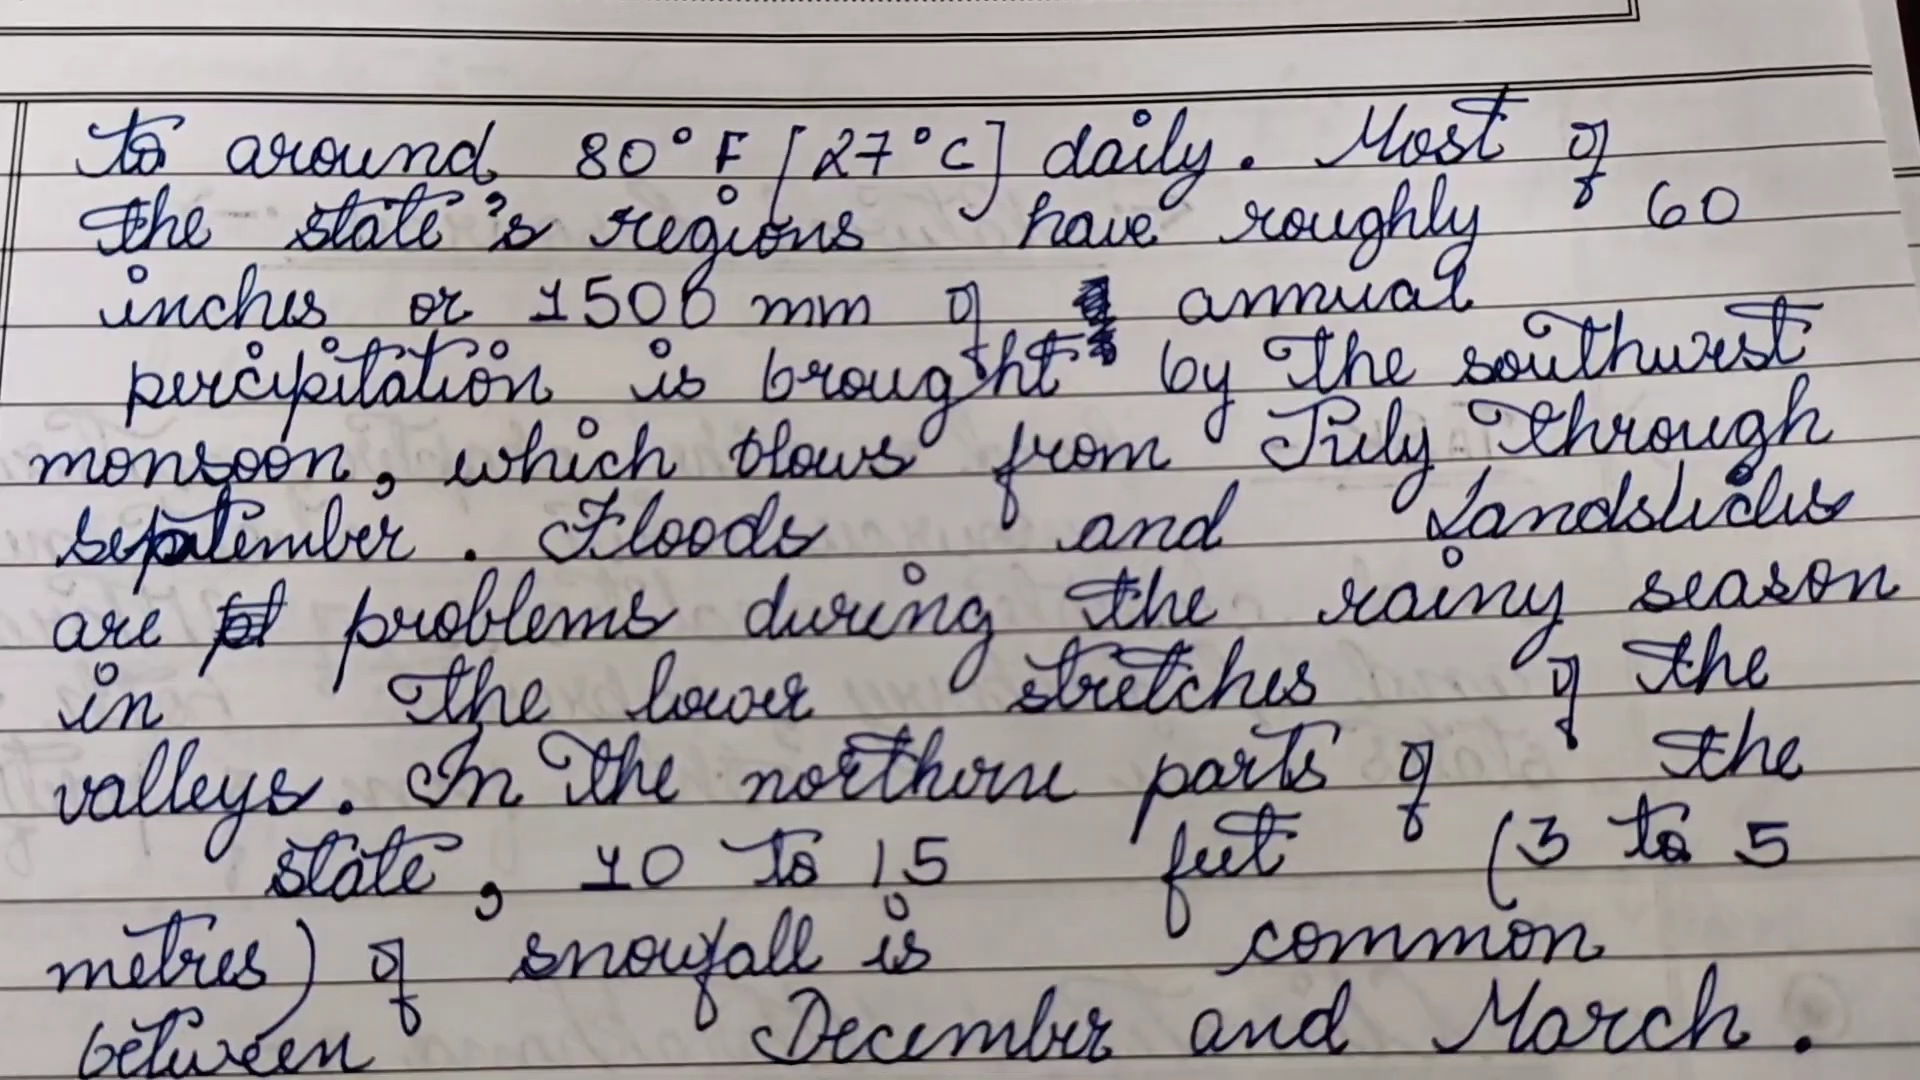 to around 80°F [27°C] daily. Most of
the state's regions have roughly 60
inches or 1500 mm of annual
percipitation is brought by the southwest
monsoon, which blows from July through
september. Floods and Landslides
are problems during the rainy season
in the lower stretches of the
valleys. In the northern parts of the
state, 10 to 15 feet (3 to 5
metres) of snowfall is common
between December and March.